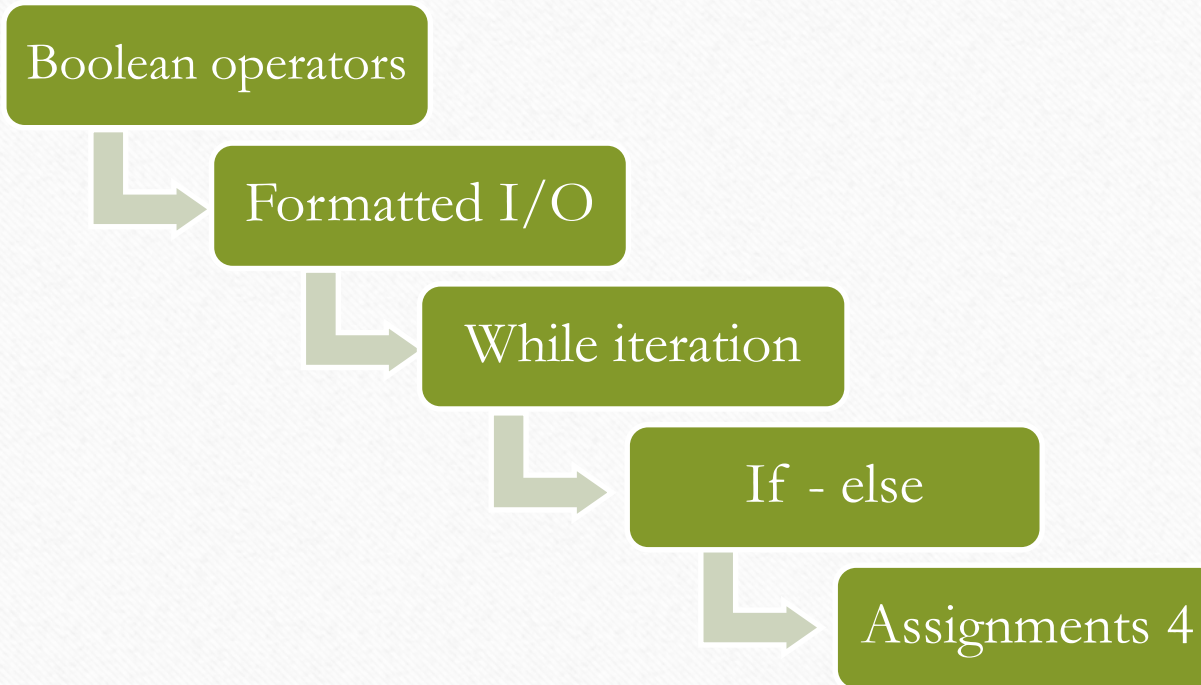 Boolean operators
Formatted I/O
While iteration
If - else
Assignments 4